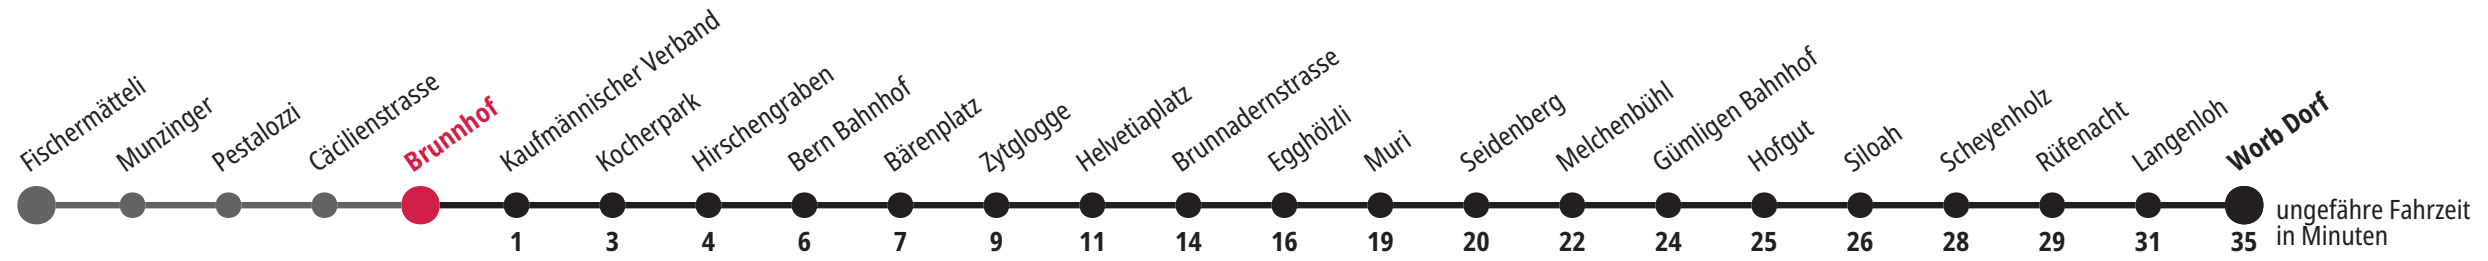 Fischermätteli
Munzinger
Pestalozzi
Cäcilienstrasse
Brunnhof
Kaufmännischer Verband
Kocherpark
Hirschengraben
Bern Bahnhof
Bärenplatz
Zytglogge
Helvetiaplatz
Brunnadernstrasse
Egghölzli
Muri
Seidenberg
Melchenbühl
Gümligen Bahnhof
Hofgut
Siloah
Scheyenholz
Rüfenacht
Langenloh
Worb Dorf
1 3 4 6 7 9 11 14 16 19 20 22 24 25 26 28 29 31 35
ungefähre Fahrzeit
in Minuten